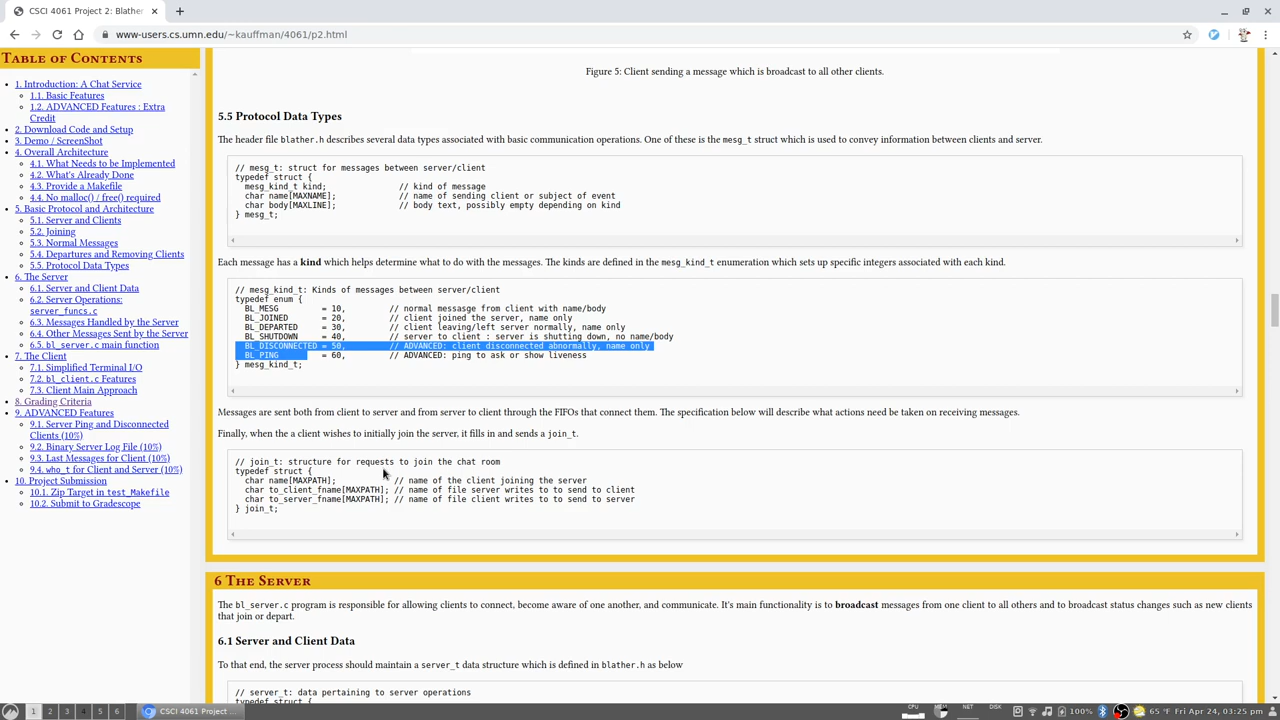 CSCI 4061 Project 2: Blather
www-users.cs.umn.edu/~kauffman/4061/p2.html
Table of Contents
1. Introduction: A Chat Service
1.1. Basic Features
1.2. ADVANCED Features : Extra
Credit
2. Download Code and Setup
3. Demo / ScreenShot
4. Overall Architecture
4.1. What Needs to be Implemented
4.2. What's Already Done
4.3. Provide a Makefile
4.4. No malloc() / free() required
5. Basic Protocol and Architecture
5.1. Server and Clients
5.2. Joining
5.3. Normal Messages
5.4. Departures and Removing Clients
5.5. Protocol Data Types
6. The Server
6.1. Server and Client Data
6.2. Server Operations:
server_funcs.c
6.3. Messages Handled by the Server
6.4. Other Messages Sent by the Server
6.5. bl_server.c main function
7. The Client
7.1. Simplified Terminal I/O
7.2. bl_client.c Features
7.3. Client Main Approach
8. Grading Criteria
9. ADVANCED Features
9.1. Server Ping and Disconnected
Clients (10%)
9.2. Binary Server Log File (10%)
9.3. Last Messages for Client (10%)
9.4. who_t for Client and Server (10%)
10. Project Submission
10.1. Zip Target in test_Makefile
10.2. Submit to Gradescope
Figure 5: Client sending a message which is broadcast to all other clients.
5.5 Protocol Data Types
The header file blather.h describes several data types associated with basic communication operations. One of these is the mesg_t struct which is used to convey information between clients and server.
// mesg_t: struct for messages between server/client
typedef struct {
mesg_kind_t kind; // kind of message
char name[MAXNAME]; // name of sending client or subject of event
char body[MAXLINE]; // body text, possibly empty depending on kind
} mesg_t;
Each message has a kind which helps determine what to do with the messages. The kinds are defined in the mesg_kind_t enumeration which sets up specific integers associated with each kind.
// mesg_kind_t: Kinds of messages between server/client
typedef enum {
BL_MESG = 10, // normal messasge from client with name/body
BL_JOINED = 20, // client joined the server, name only
BL_DEPARTED = 30, // client leaving/left server normally, name only
BL_SHUTDOWN = 40, // server to client : server is shutting down, no name/body
BL_DISCONNECTED = 50, // ADVANCED: client disconnected abnormally, name only
BL_PING = 60, // ADVANCED: ping to ask or show liveness
} mesg_kind_t;
Messages are sent both from client to server and from server to client through the FIFOs that connect them. The specification below will describe what actions need be taken on receiving messages.
Finally, when the a client wishes to initially join the server, it fills in and sends a join_t.
// join_t: structure for requests to join the chat room
typedef struct {
char name[MAXPATH]; // name of the client joining the server
char to_client_fname[MAXPATH]; // name of file server writes to to send to client
char to_server_fname[MAXPATH]; // name of file client writes to to send to server
} join_t;
6 The Server
The bl_server.c program is responsible for allowing clients to connect, become aware of one another, and communicate. It's main functionality is to broadcast messages from one client to all others and to broadcast status changes such as new clients
that join or depart.
6.1 Server and Client Data
To that end, the server process should maintain a server_t data structure which is defined in blather.h as below
// server_t: data pertaining to server operations
typedef struct {
1 2 3 4 5 6 CSCI 4061 Project ... CPU MEM NET DISK 100% 65 °F Fri Apr 24, 03:25 pm